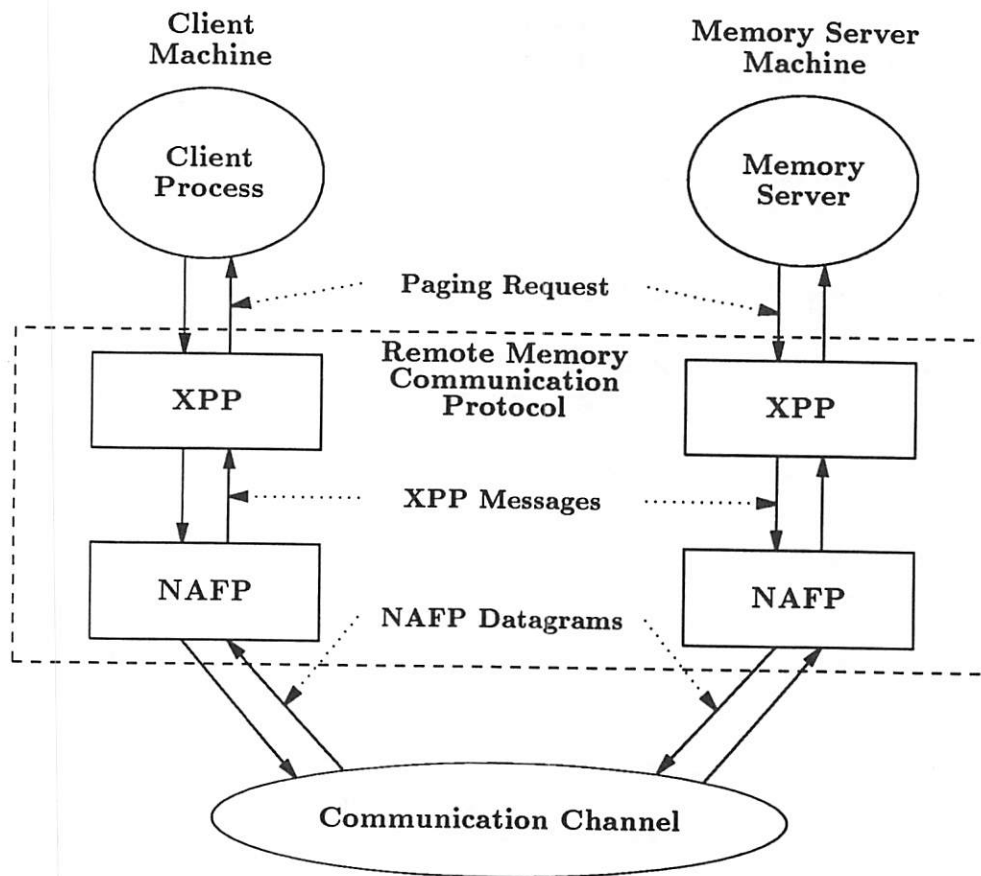 Client
Machine
Memory Server
Machine
Client
Process
Memory
Server
Paging Request
Remote Memory
Communication
Protocol
XPP
XPP
XPP Messages
NAFP
NAFP
NAFP Datagrams
Communication Channel